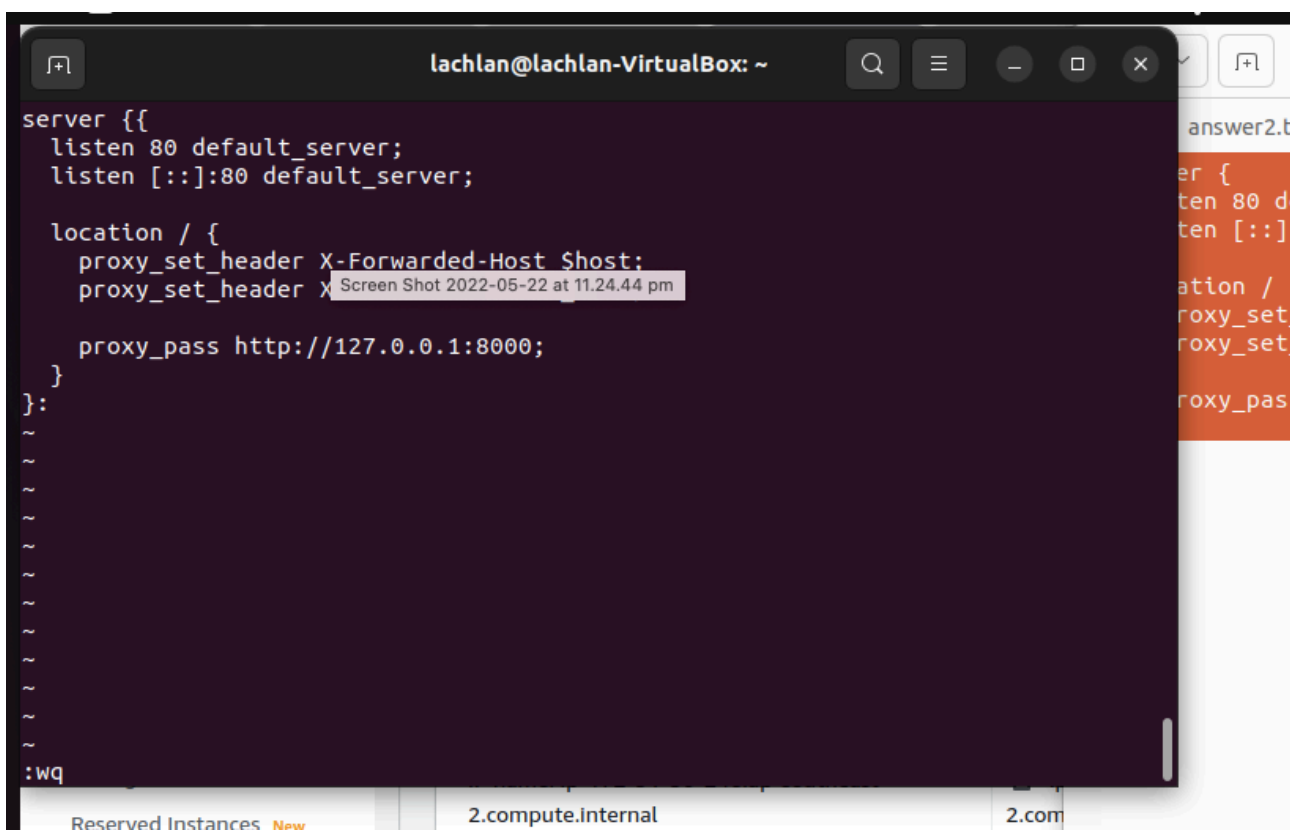 lachlan@lachlan-VirtualBox: ~
server {{
listen 80 default_server;
listen [::]:80 default_server;
location / {
proxy_set_header X-Forwarded-Host $host;
proxy_set_header X
Screen Shot 2022-05-22 at 11.24.44 pm
proxy_pass http://127.0.0.1:8000;
}
}:
~
~
~
~
~
~
~
~
~
~
~
~
:wq
answer2.t
er {
ten 80 d
ten [::]
ation /
roxy_set_
roxy_set_
roxy_pas
Reserved Instances New
2.compute.internal
2.com